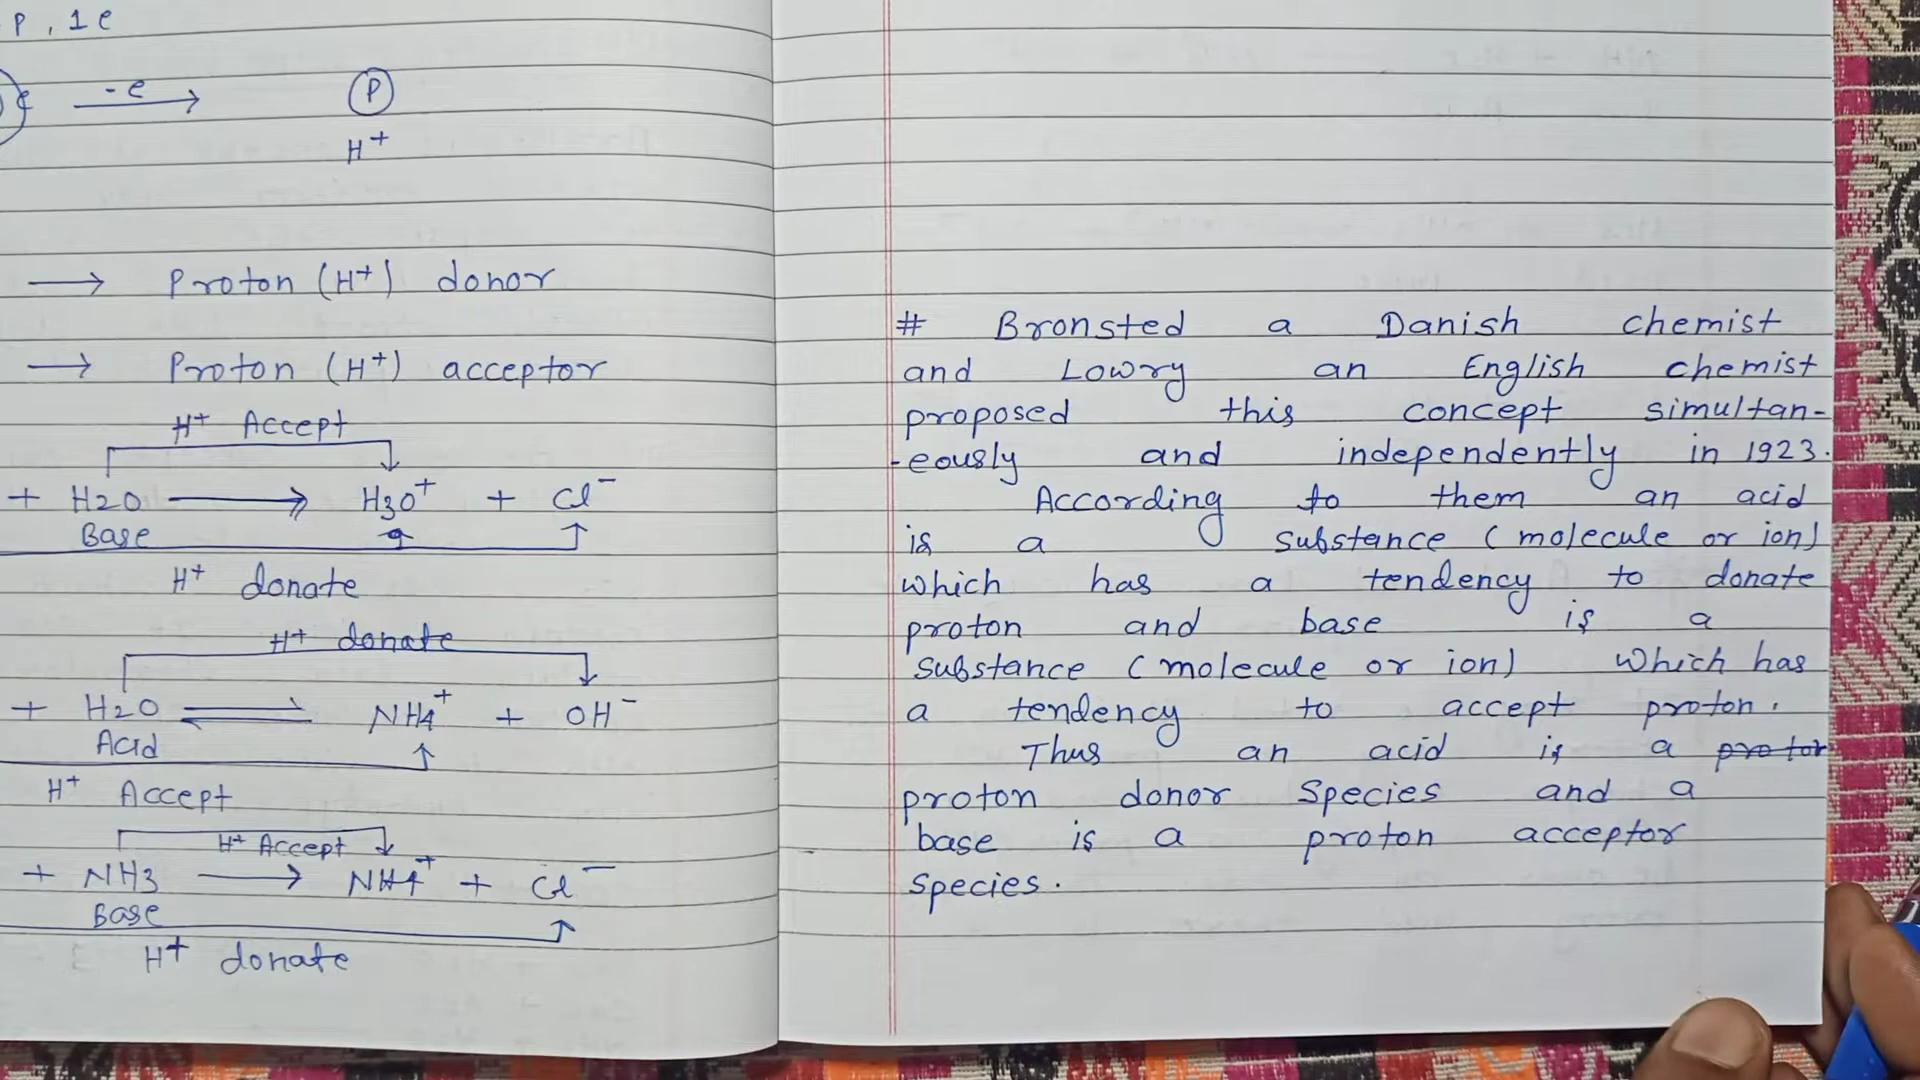 P, 1e
-e
P
H+
→ Proton (H+) donor
→ Proton (H+) acceptor
H+ Accept
+ H2O ⟶ H3O+ + Cl-
Base
H+ donate
H+ donate
+ H2O ⇌ NH4+ + OH-
Acid
H+ Accept
H+ Accept
+ NH3 ⟶ NH4+ + Cl-
Base
H+ donate
# Bronsted a Danish chemist
and Lowry an English chemist
proposed this concept simultan-
-eously and independently in 1923.
According to them an acid
is a substance (molecule or ion)
which has a tendency to donate
proton and base is a
substance (molecule or ion) which has
a tendency to accept proton.
Thus an acid is a
proton donor species and a
base is a proton acceptor
species.